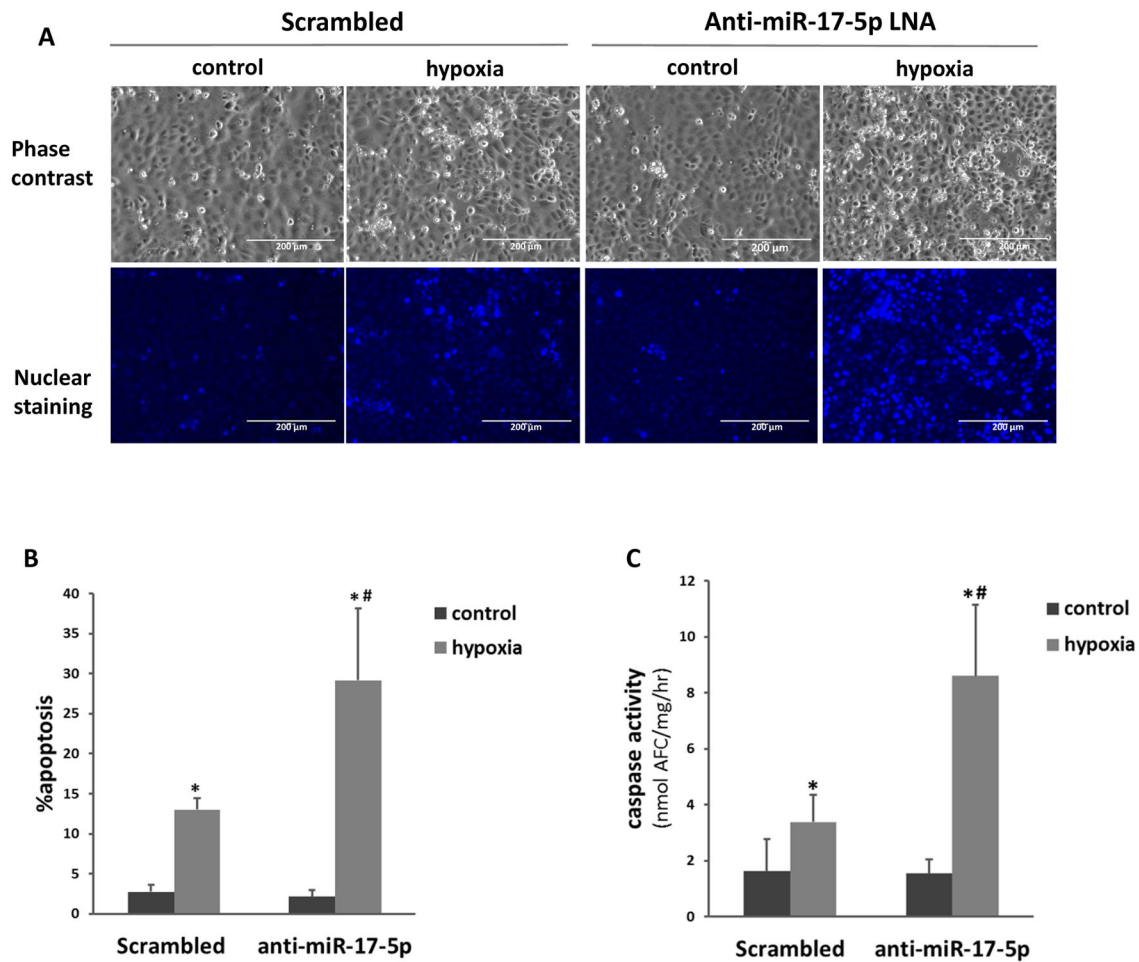 A
Scrambled
Anti-miR-17-5p LNA
control
hypoxia
control
hypoxia
Phase
contrast
200 µm
200 µm
200 µm
200 µm
Nuclear
staining
200 µm
200 µm
200 µm
200 µm
B
%apoptosis
40
35
30
25
20
15
10
5
0
*
* #
control
hypoxia
Scrambled
anti-miR-17-5p
C
caspase activity
(nmol AFC/mg/hr)
12
10
8
6
4
2
0
*
*#
control
hypoxia
Scrambled
anti-miR-17-5p